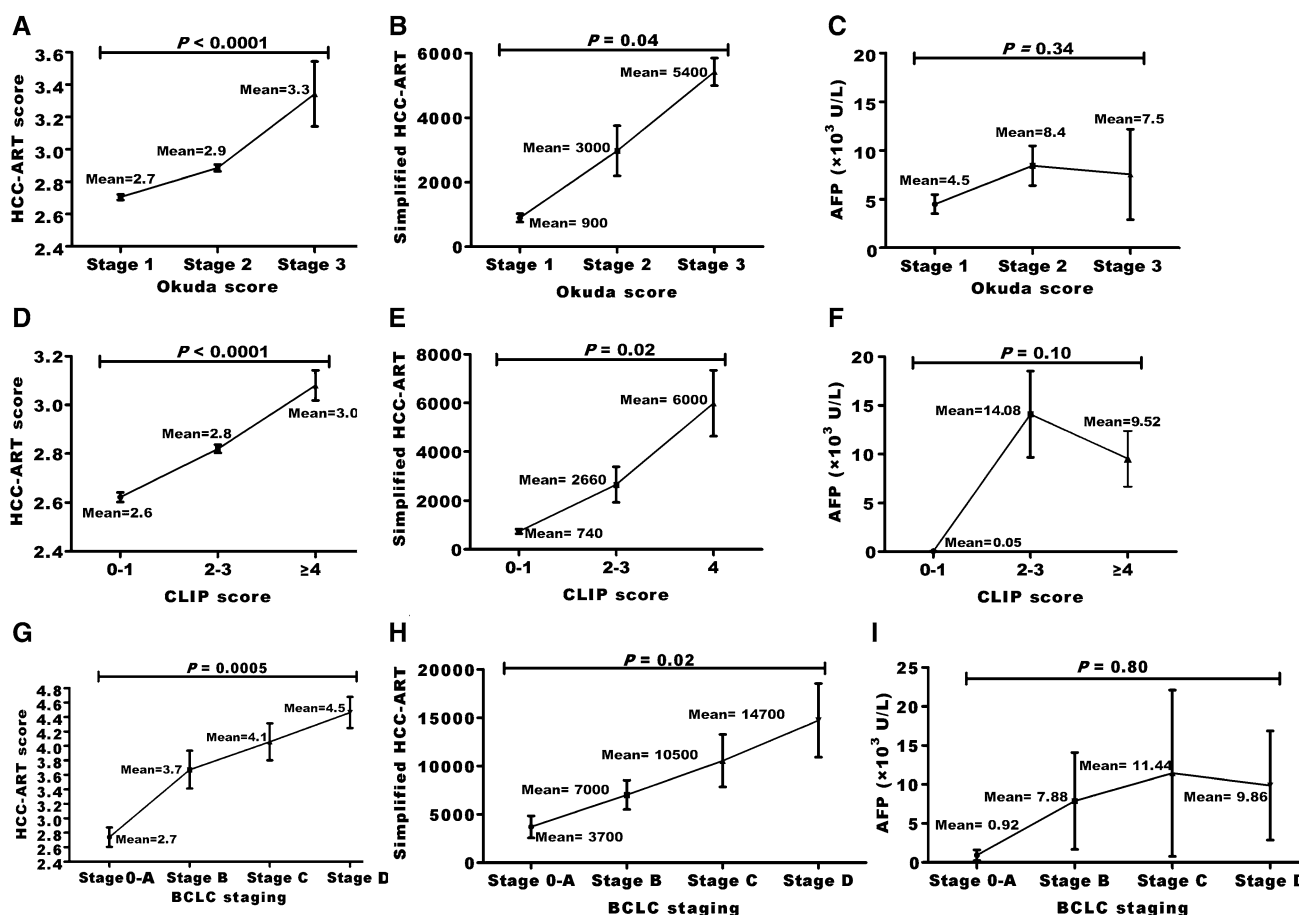 A
P < 0.0001
HCC-ART score
3.6
3.4
3.2
3.0
2.8
2.6
2.4
Mean=2.7
Mean=2.9
Mean=3.3
Stage 1 Stage 2 Stage 3
Okuda score
B
P = 0.04
Simplified HCC-ART
6000
4000
2000
0
Mean= 900
Mean= 3000
Mean= 5400
Stage 1 Stage 2 Stage 3
Okuda score
C
P = 0.34
AFP (×10³ U/L)
20
15
10
5
0
Mean=4.5
Mean=8.4
Mean=7.5
Stage 1 Stage 2 Stage 3
Okuda score
D
P < 0.0001
HCC-ART score
3.2
3.0
2.8
2.6
2.4
Mean=2.6
Mean=2.8
Mean=3.0
0-1 2-3 ≥4
CLIP score
E
P = 0.02
Simplified HCC-ART
8000
6000
4000
2000
0
Mean= 740
Mean= 2660
Mean= 6000
0-1 2-3 4
CLIP score
F
P = 0.10
AFP (×10³ U/L)
20
15
10
5
0
Mean=0.05
Mean=14.08
Mean=9.52
0-1 2-3 ≥4
CLIP score
G
P = 0.0005
HCC-ART score
4.8
4.6
4.4
4.2
4.0
3.8
3.6
3.4
3.2
3.0
2.8
2.6
2.4
Mean=2.7
Mean=3.7
Mean=4.1
Mean=4.5
Stage 0-A Stage B Stage C Stage D
BCLC staging
H
P = 0.02
Simplified HCC-ART
20000
15000
10000
5000
0
Mean= 3700
Mean= 7000
Mean= 10500
Mean= 14700
Stage 0-A Stage B Stage C Stage D
BCLC staging
I
P = 0.80
AFP (×10³ U/L)
25
20
15
10
5
0
Mean= 0.92
Mean= 7.88
Mean= 11.44
Mean= 9.86
Stage 0-A Stage B Stage C Stage D
BCLC staging